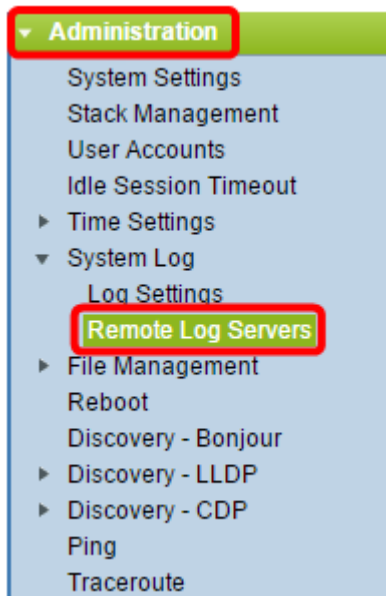 Administration
System Settings
Stack Management
User Accounts
Idle Session Timeout
Time Settings
System Log
Log Settings
Remote Log Servers
File Management
Reboot
Discovery - Bonjour
Discovery - LLDP
Discovery - CDP
Ping
Traceroute